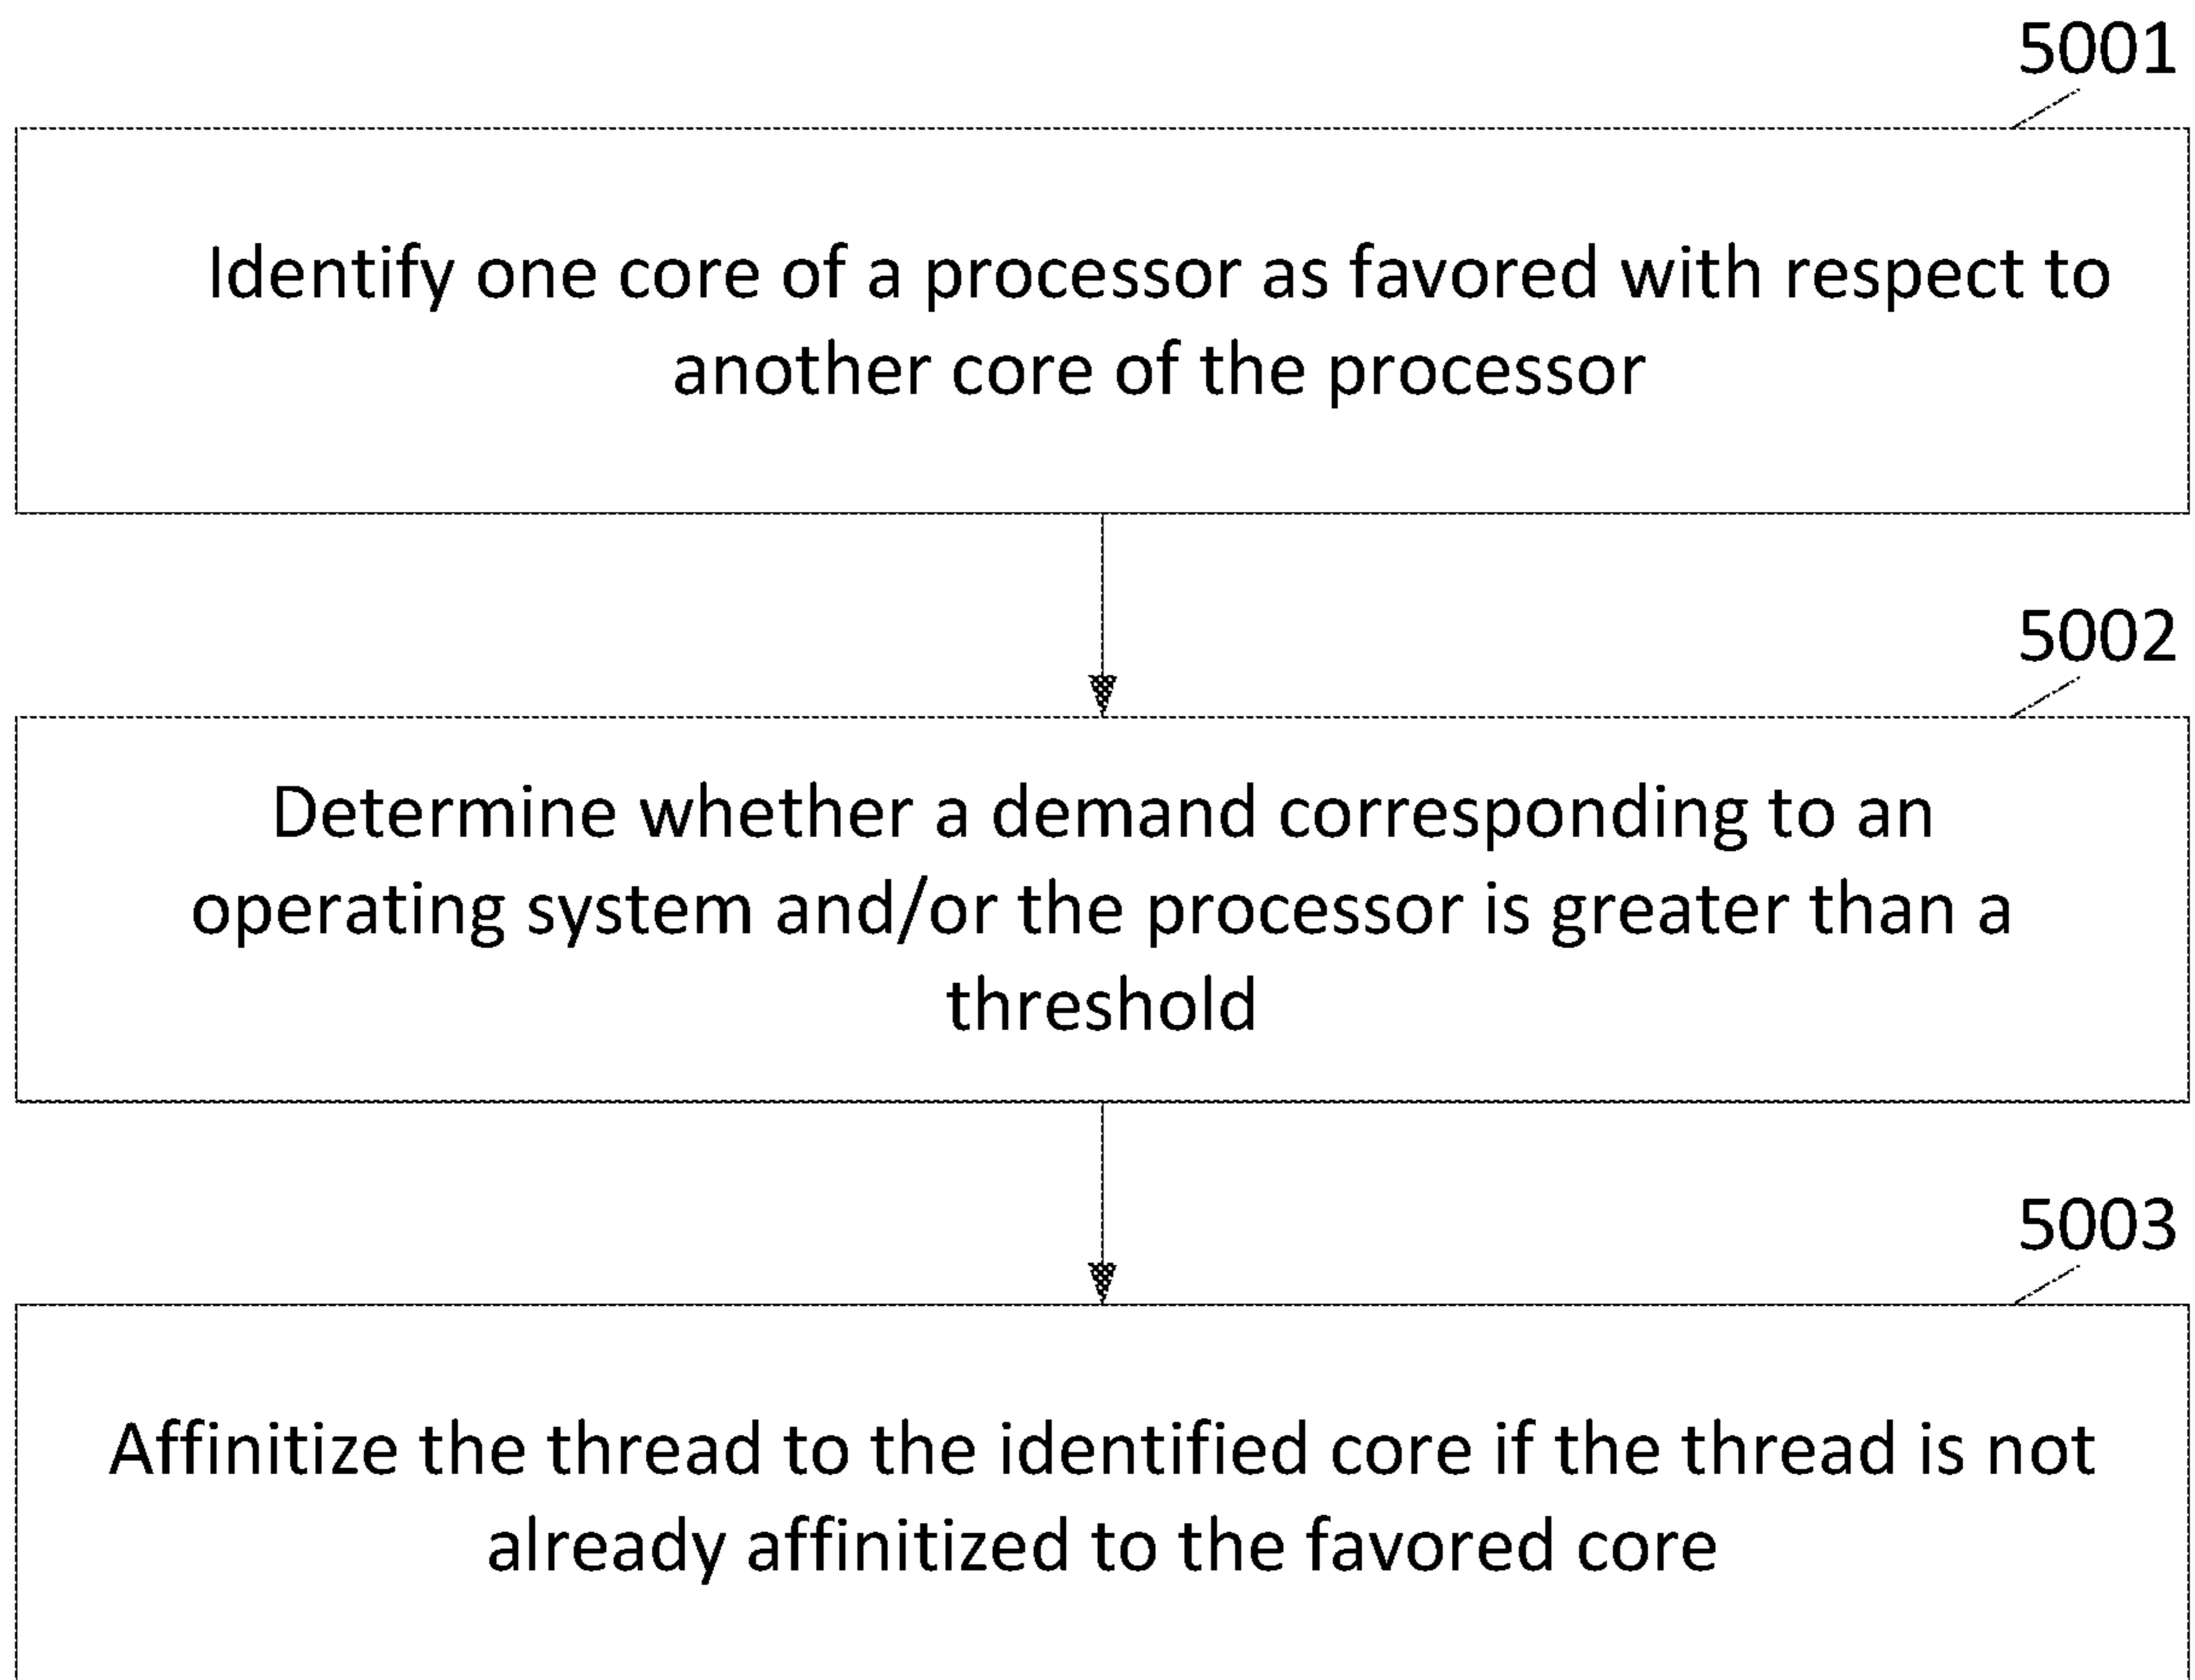 5001
Identify one core of a processor as favored with respect to
another core of the processor
5002
Determine whether a demand corresponding to an
operating system and/or the processor is greater than a
threshold
5003
Affinitize the thread to the identified core if the thread is not
already affinitized to the favored core